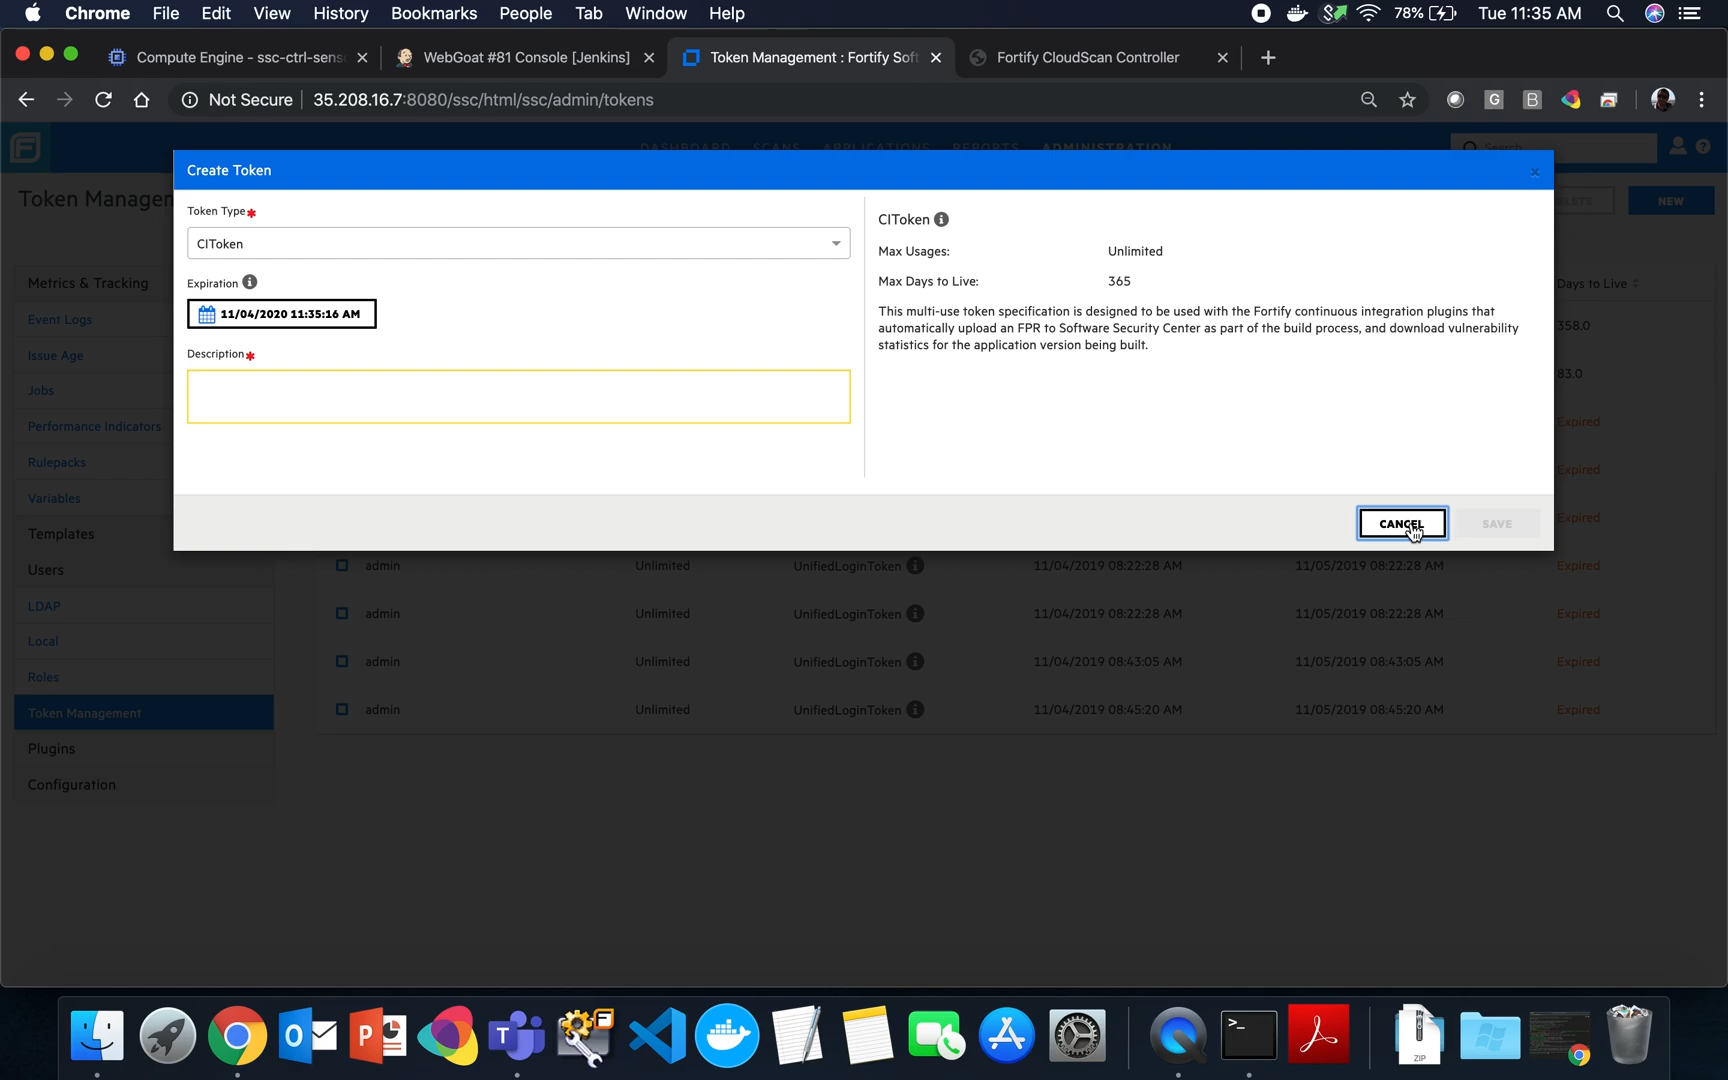 Chrome File Edit View History Bookmarks People Tab Window Help 78% Tue 11:35 AM
Compute Engine - ssc-ctrl-sens
WebGoat #81 Console [Jenkins]
Token Management : Fortify Soft
Fortify CloudScan Controller
Not Secure 35.208.16.7:8080/ssc/html/ssc/admin/tokens
DASHBOARD SCANS APPLICATIONS REPORTS ADMINISTRATION
Search
Token Managem
NEW
Create Token
Token Type*
CIToken
Expiration
11/04/2020 11:35:16 AM
Description*
CIToken
Max Usages: Unlimited
Max Days to Live: 365
This multi-use token specification is designed to be used with the Fortify continuous integration plugins that
automatically upload an FPR to Software Security Center as part of the build process, and download vulnerability
statistics for the application version being built.
CANCEL
SAVE
Metrics & Tracking
Event Logs
Issue Age
Jobs
Performance Indicators
Rulepacks
Variables
Templates
Users
LDAP
Local
Roles
Token Management
Plugins
Configuration
Days to Live
358.0
83.0
Expired
Expired
Expired
admin Unlimited UnifiedLoginToken 11/04/2019 08:22:28 AM 11/05/2019 08:22:28 AM Expired
admin Unlimited UnifiedLoginToken 11/04/2019 08:22:28 AM 11/05/2019 08:22:28 AM Expired
admin Unlimited UnifiedLoginToken 11/04/2019 08:43:05 AM 11/05/2019 08:43:05 AM Expired
admin Unlimited UnifiedLoginToken 11/04/2019 08:45:20 AM 11/05/2019 08:45:20 AM Expired
ZIP